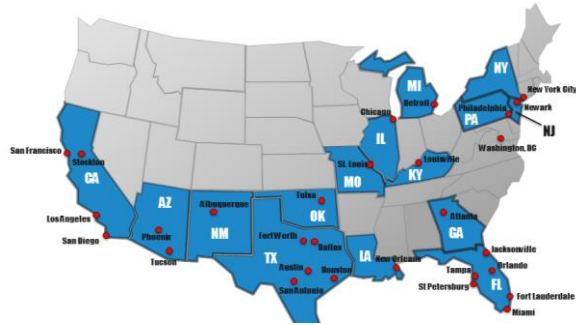 NY
MI
New York City
Detroit
Philadelphia
Newark
Chicago
PA
NJ
IL
Washington, DG
San Francisco
Stockton
St. Louis
Louisville
GA
MO
KY
Tulsa
AZ
Albuquerque
OK
Los Angeles
Atlanta
Phoenix
NM
Fort Worth
GA
San Diego
Dallas
TX
LA
New Orleans
Jacksonville
Tucson
Houston
Orlando
Austin
Tampa
FL
San Antonio
St Petersburg
Fort Lauderdale
Miami